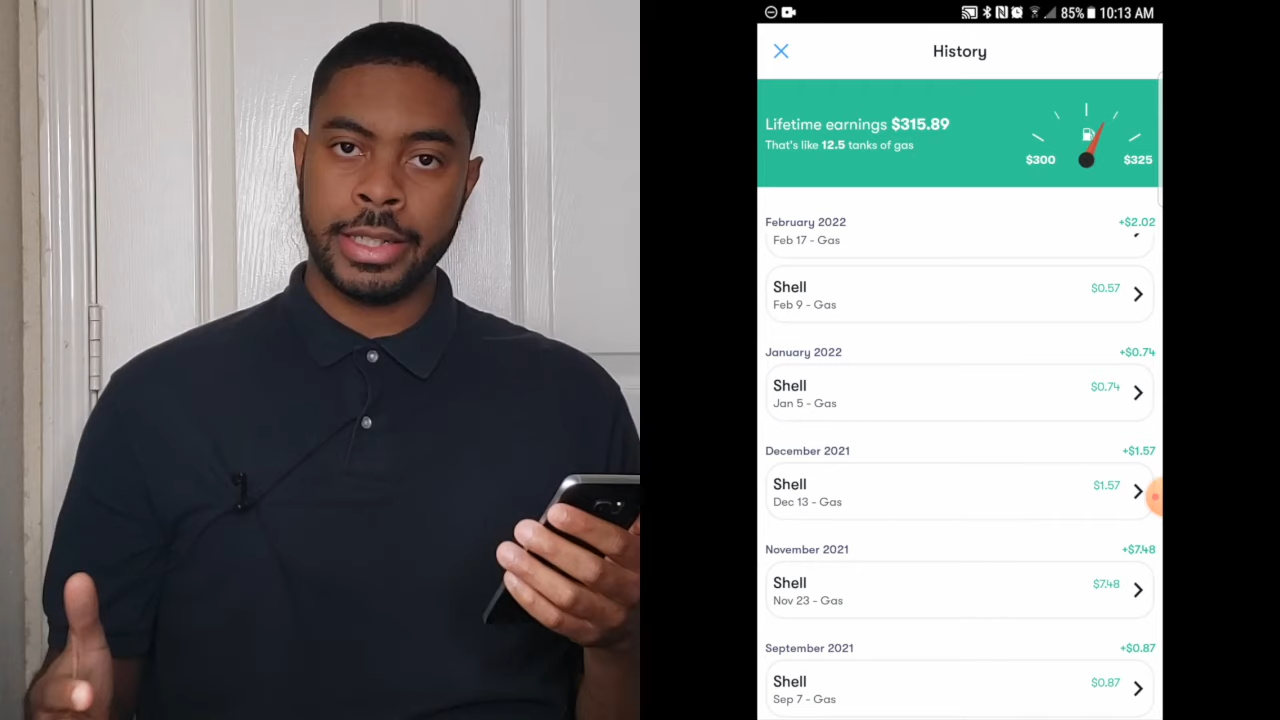 85% 10:13 AM
History
Lifetime earnings $315.89
That's like 12.5 tanks of gas
$300 $325
February 2022 +$2.02
Feb 17 - Gas
Shell $0.57
Feb 9 - Gas
January 2022 +$0.74
Shell $0.74
Jan 5 - Gas
December 2021 +$1.57
Shell $1.57
Dec 13 - Gas
November 2021 +$7.48
Shell $7.48
Nov 23 - Gas
September 2021 +$0.87
Shell $0.87
Sep 7 - Gas